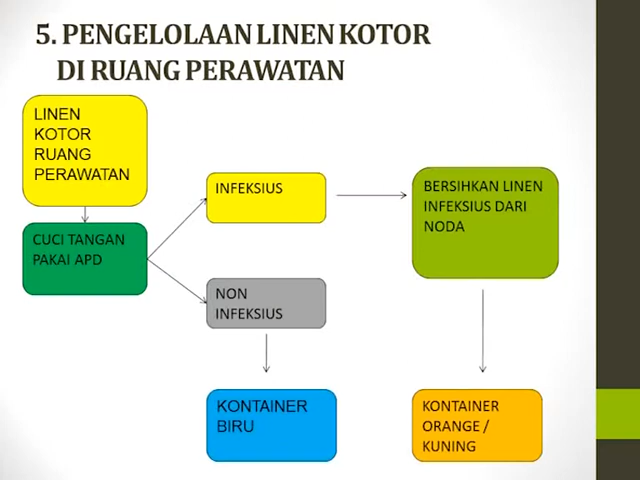 5. PENGELOLAAN LINEN KOTOR
DI RUANG PERAWATAN
LINEN
KOTOR
RUANG
PERAWATAN
CUCI TANGAN
PAKAI APD
INFEKSIUS
BERSIHKAN LINEN
INFEKSIUS DARI
NODA
NON
INFEKSIUS
KONTAINER
BIRU
KONTAINER
ORANGE /
KUNING